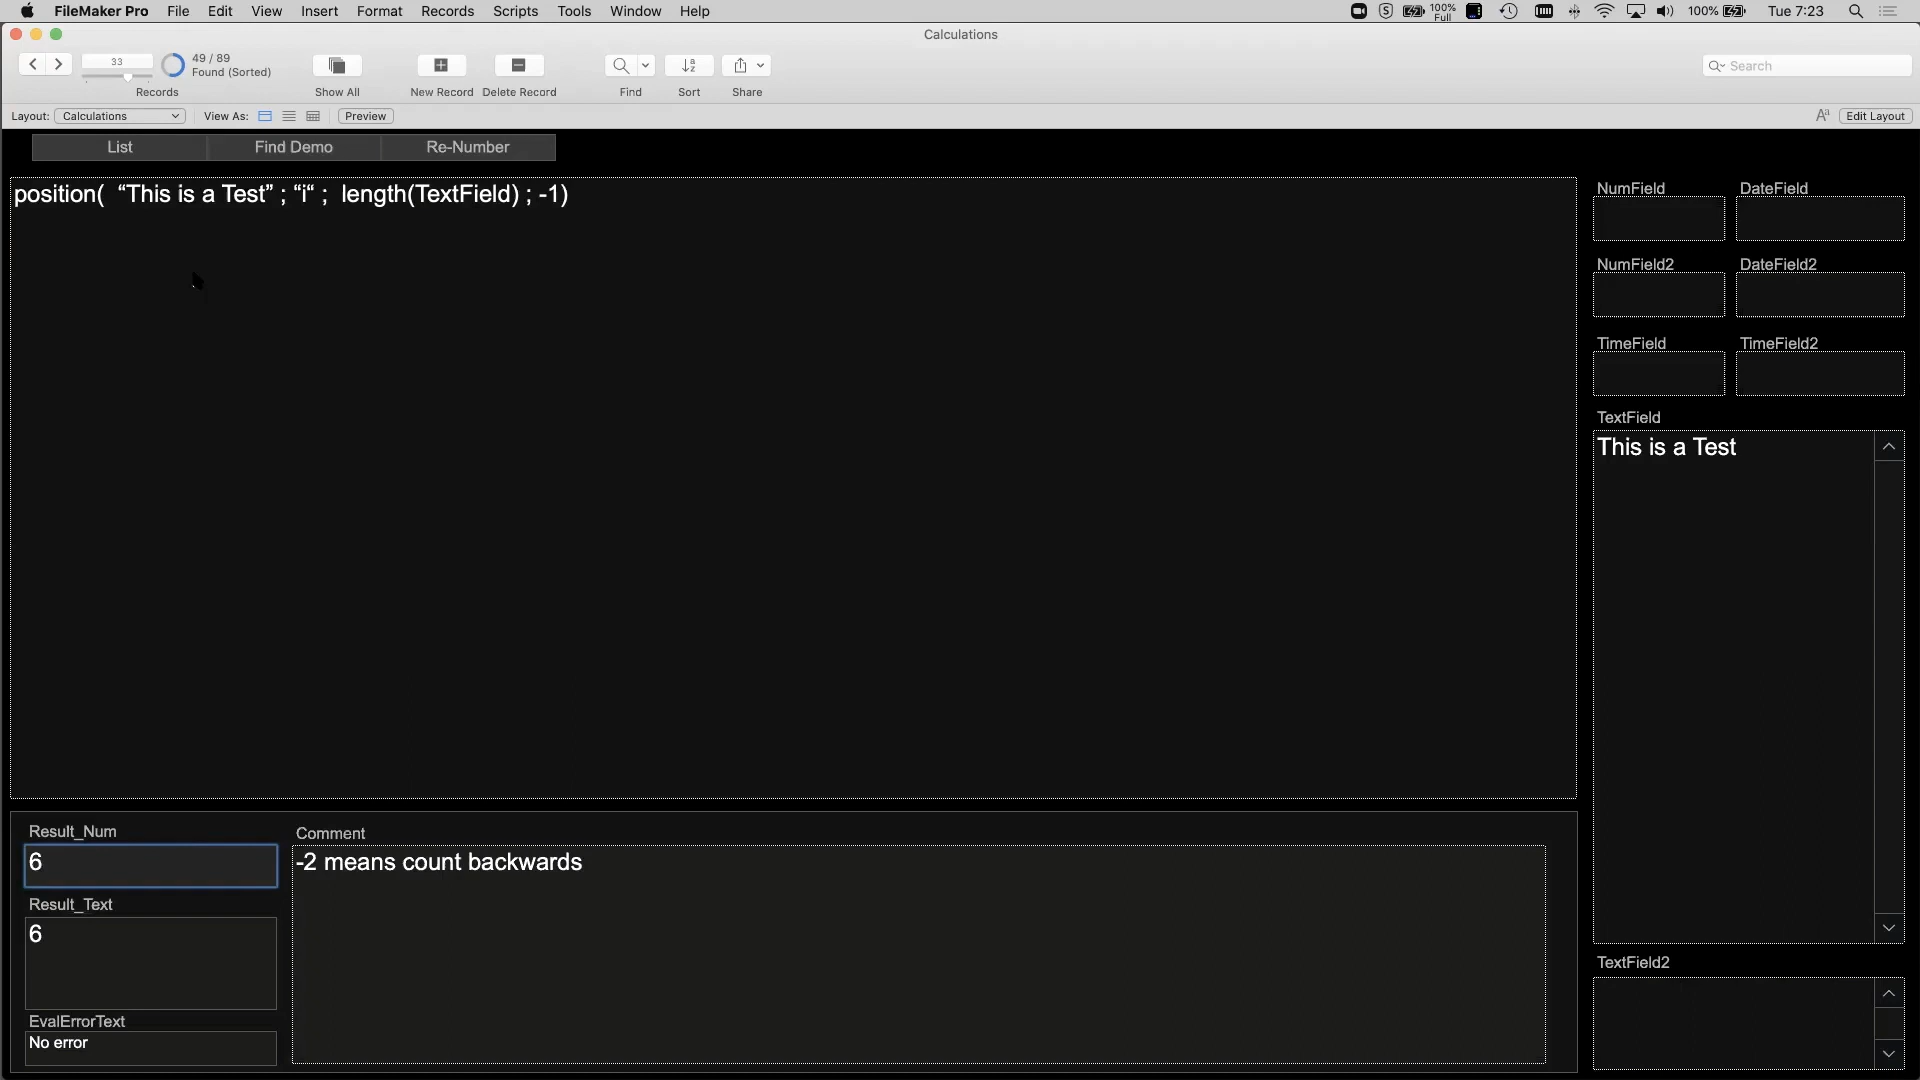 FileMaker Pro File Edit View Insert Format Records Scripts Tools Window Help 100% Full 100% Tue 7:23
Calculations
33
49 / 89
Found (Sorted)
Records
Show All
New Record
Delete Record
Find
Sort
Share
Search
Layout: Calculations View As: Preview Aa Edit Layout
List Find Demo Re-Number
position(  “This is a Test” ; “i“ ;  length(TextField) ; -1)
NumField DateField
NumField2 DateField2
TimeField TimeField2
TextField
This is a Test
Result_Num
6
Result_Text
6
EvalErrorText
No error
Comment
-2 means count backwards
TextField2